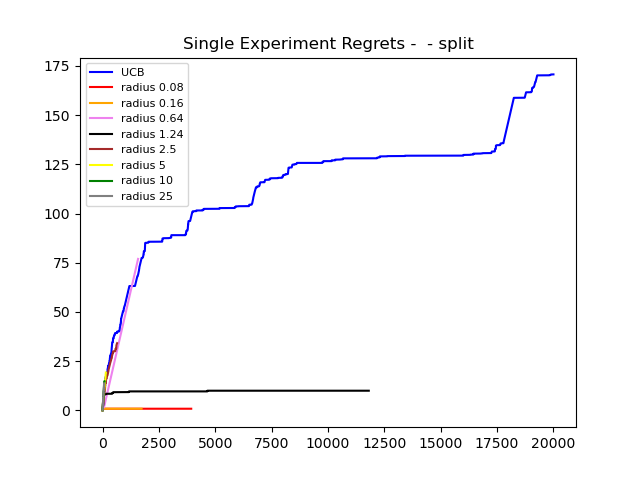 Single Experiment Regrets -  - split
175
150
125
100
75
50
25
0
UCB
radius 0.08
radius 0.16
radius 0.64
radius 1.24
radius 2.5
radius 5
radius 10
radius 25
0 2500 5000 7500 10000 12500 15000 17500 20000